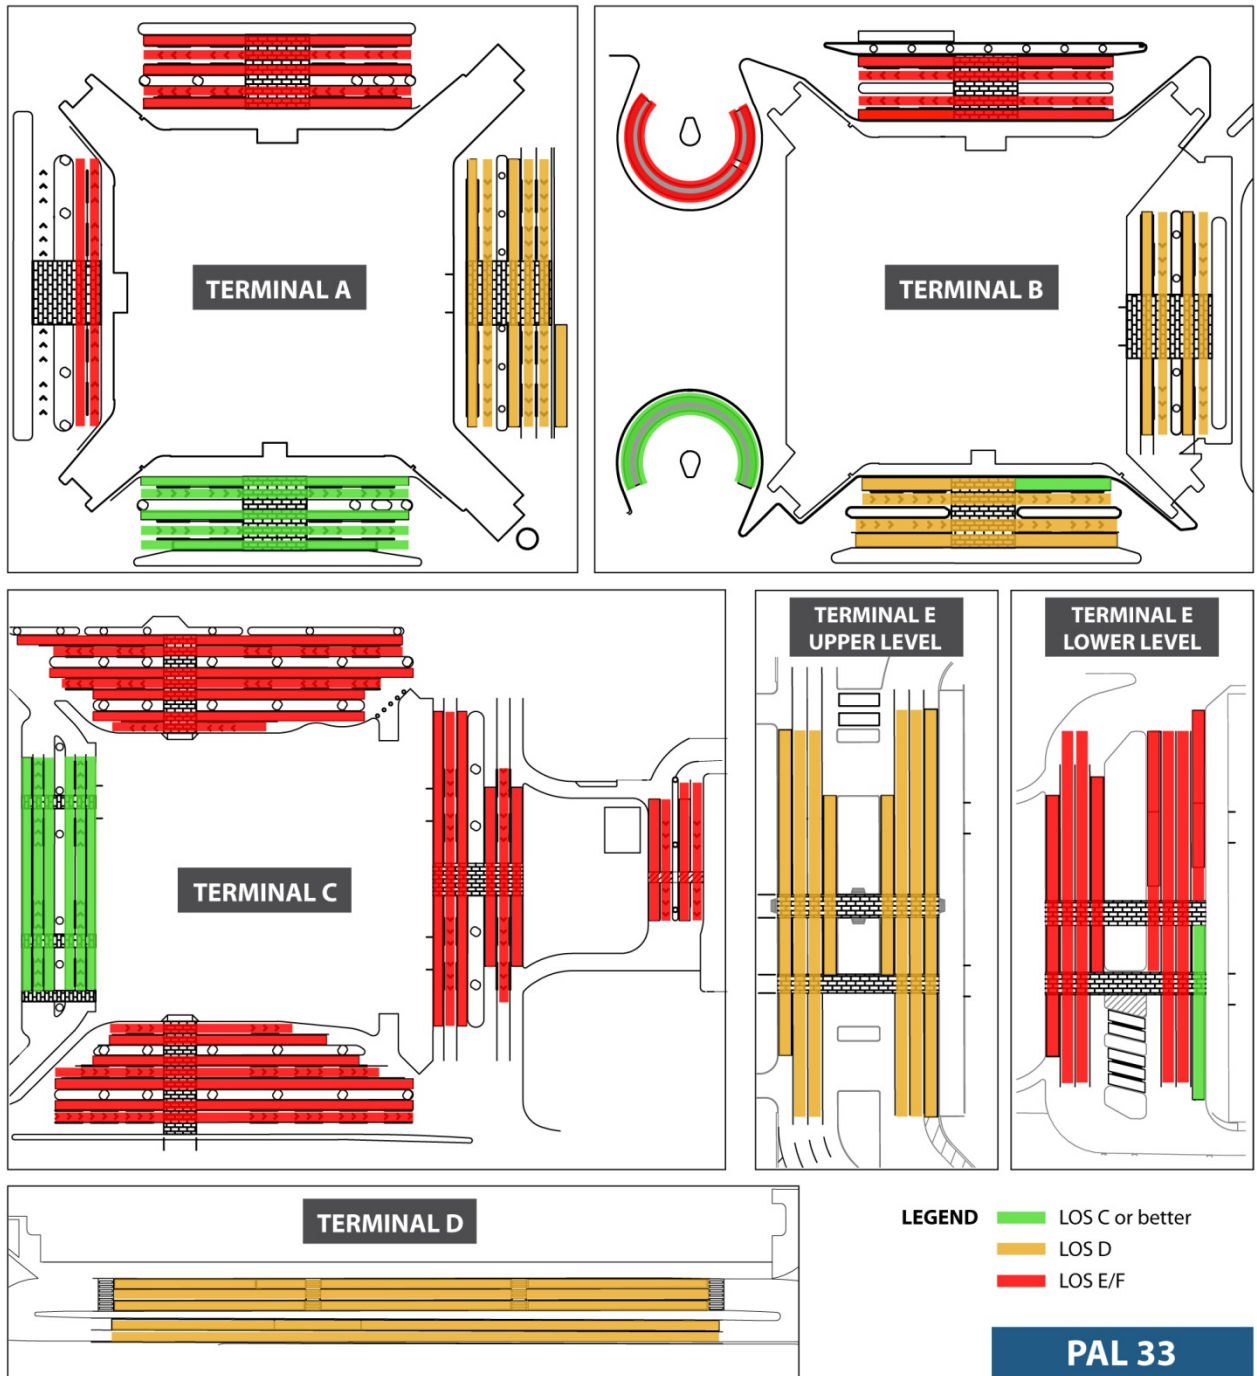 TERMINAL A
TERMINAL B
TERMINAL C
TERMINAL E
UPPER LEVEL
TERMINAL E
LOWER LEVEL
TERMINAL D
LEGEND
LOS C or better
LOS D
LOS E/F
PAL 33